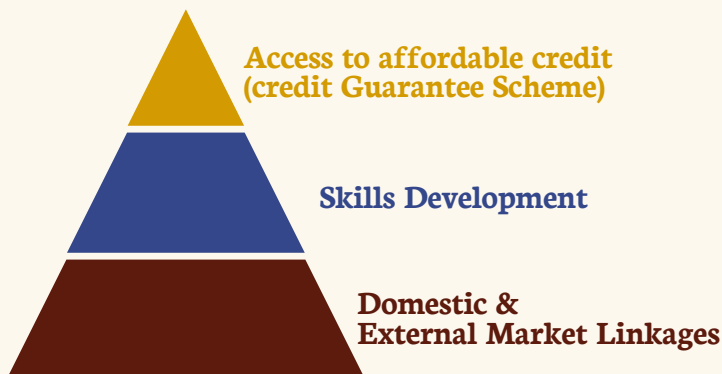 Access to affordable credit
(credit Guarantee Scheme)
Skills Development
Domestic &
External Market Linkages